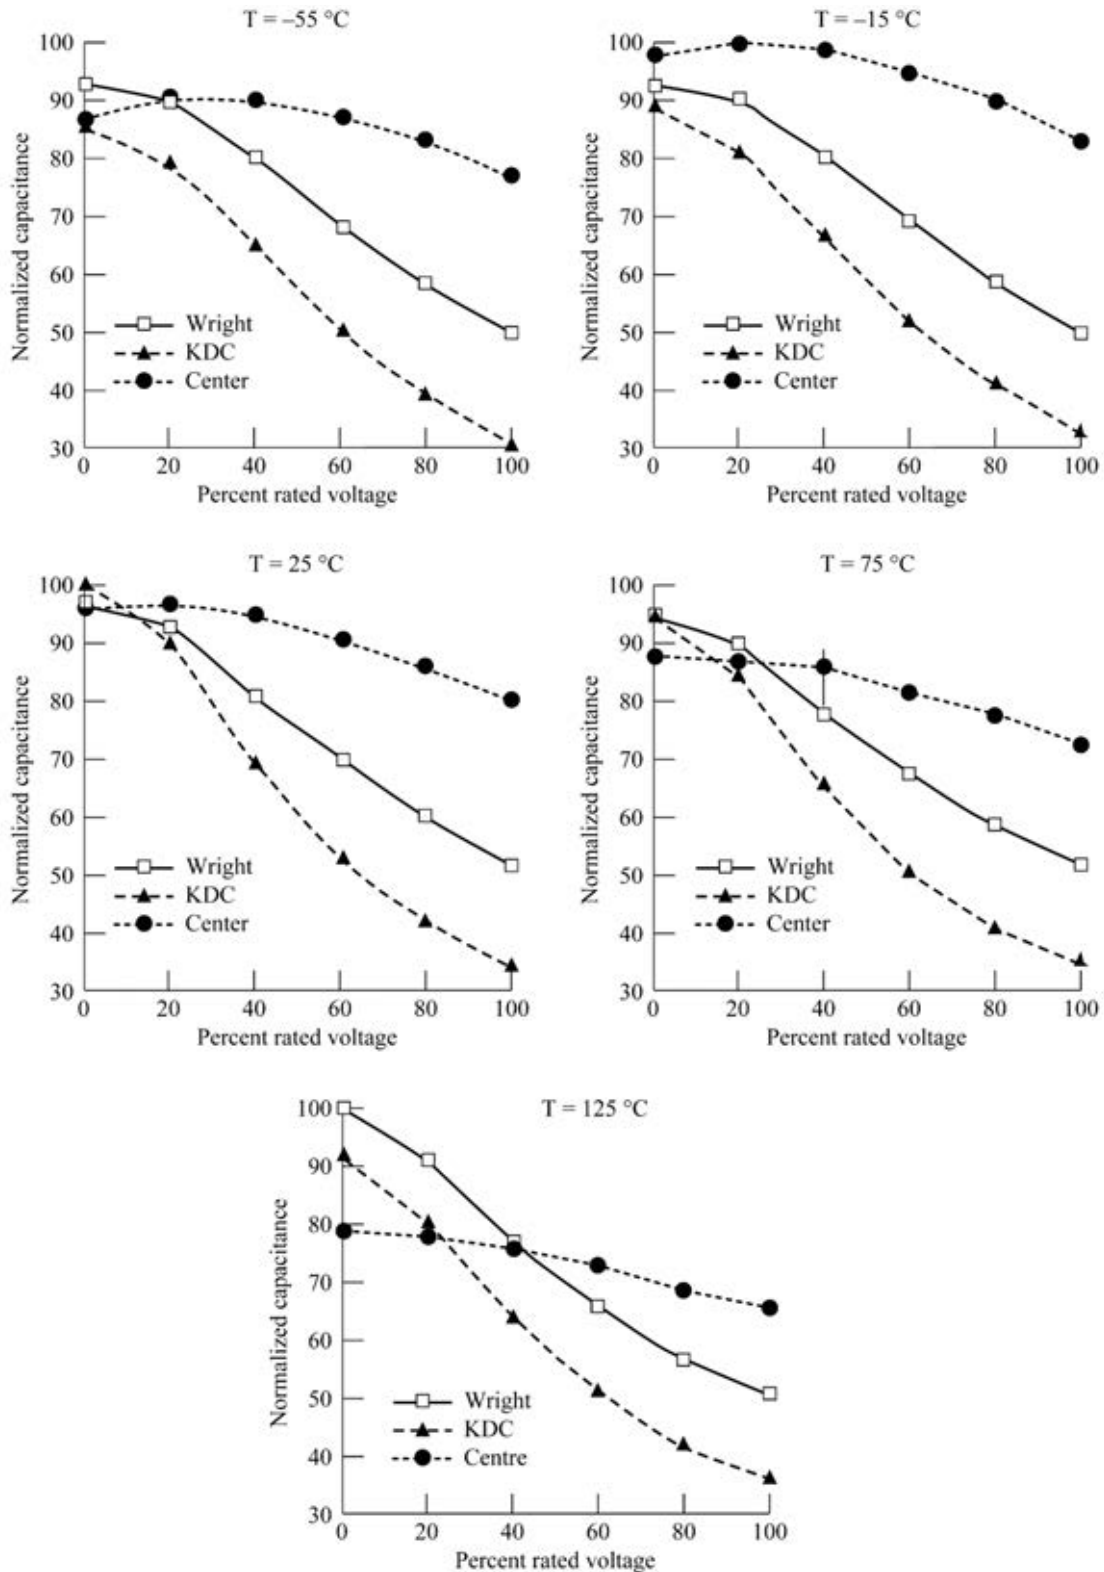 T = –55 °C
Normalized capacitance
100
90
80
70
60
50
40
30
Wright
KDC
Center
0 20 40 60 80 100
Percent rated voltage
T = –15 °C
Normalized capacitance
100
90
80
70
60
50
40
30
Wright
KDC
Center
0 20 40 60 80 100
Percent rated voltage
T = 25 °C
Normalized capacitance
100
90
80
70
60
50
40
30
Wright
KDC
Center
0 20 40 60 80 100
Percent rated voltage
T = 75 °C
Normalized capacitance
100
90
80
70
60
50
40
30
Wright
KDC
Center
0 20 40 60 80 100
Percent rated voltage
T = 125 °C
Normalized capacitance
100
90
80
70
60
50
40
30
Wright
KDC
Centre
0 20 40 60 80 100
Percent rated voltage